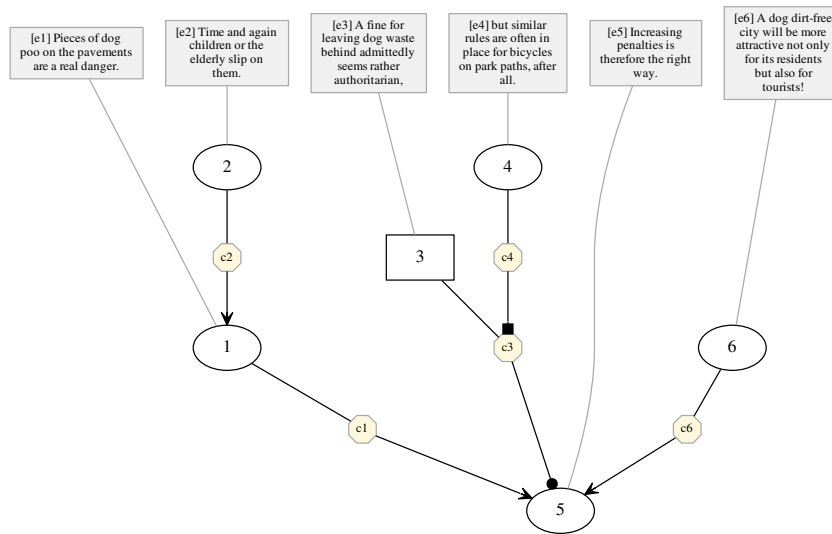 [e1] Pieces of dog
poo on the pavements
are a real danger.
[e2] Time and again
children or the
elderly slip on
them.
[e3] A fine for
leaving dog waste
behind admittedly
seems rather
authoritarian,
[e4] but similar
rules are often in
place for bicycles
on park paths, after
all.
[e5] Increasing
penalties is
therefore the right
way.
[e6] A dog dirt-free
city will be more
attractive not only
for its residents
but also for
tourists!
2
4
c2
3
c4
1
c3
6
c1
c6
5